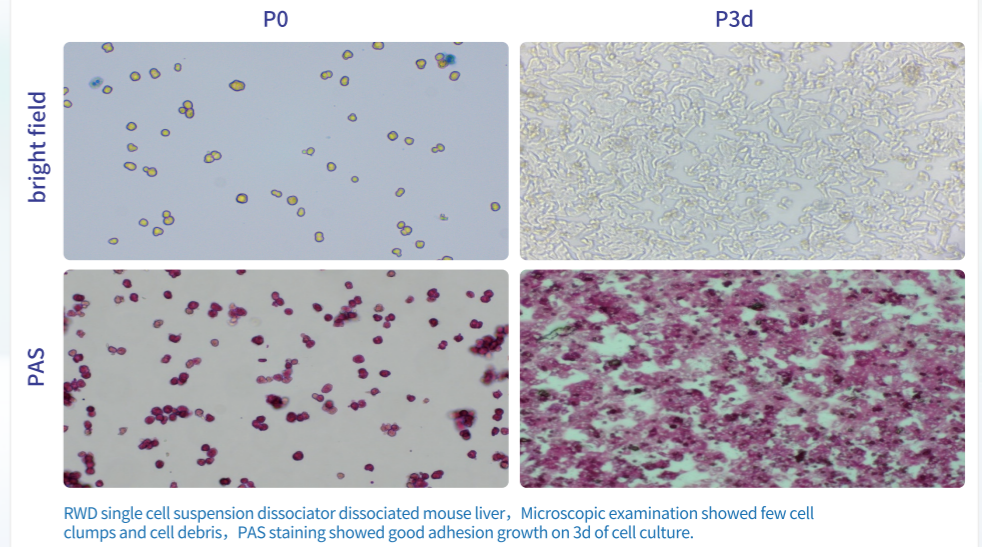 P0
P3d
bright field
PAS
RWD single cell suspension dissociator dissociated mouse liver，Microscopic examination showed few cell
clumps and cell debris，PAS staining showed good adhesion growth on 3d of cell culture.